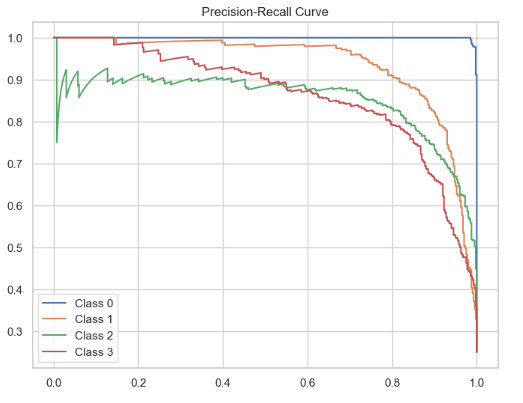 Precision-Recall Curve
1.0
0.9
0.8
0.7
0.6
0.5
0.4
0.3
Class 0
Class 1
Class 2
Class 3
0.0 0.2 0.4 0.6 0.8 1.0